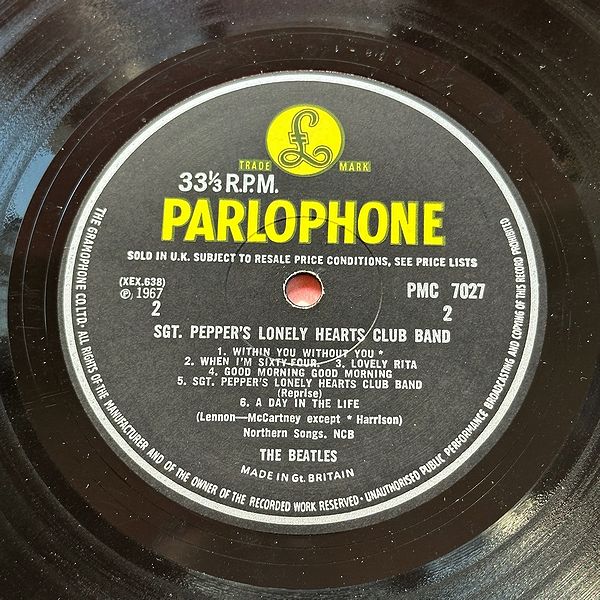 £
TRADE MARK
33⅓ R.P.M.
PARLOPHONE
SOLD IN U.K. SUBJECT TO RESALE PRICE CONDITIONS, SEE PRICE LISTS
(XEX.638)
℗ 1967
2
PMC 7027
2
SGT. PEPPER'S LONELY HEARTS CLUB BAND
1. WITHIN YOU WITHOUT YOU *
2. WHEN I'M SIXTY-FOUR. 3. LOVELY RITA
4. GOOD MORNING GOOD MORNING
5. SGT. PEPPER'S LONELY HEARTS CLUB BAND
(Reprise)
6. A DAY IN THE LIFE
(Lennon—McCartney except * Harrison)
Northern Songs. NCB
THE BEATLES
MADE IN Gt. BRITAIN
THE GRAMOPHONE CO. LTD. ALL RIGHTS OF THE MANUFACTURER AND OF THE OWNER OF THE RECORDED WORK RESERVED · UNAUTHORISED PUBLIC PERFORMANCE BROADCASTING AND COPYING OF THIS RECORD PROHIBITED